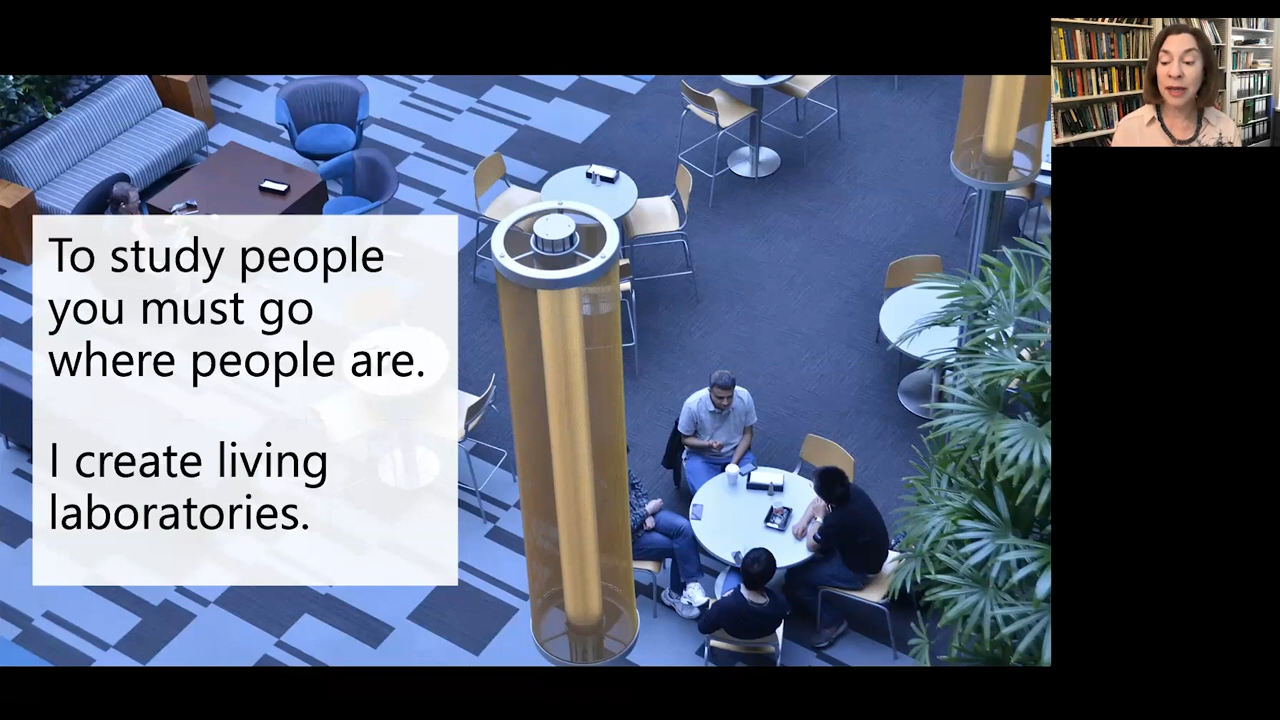 To study people
you must go
where people are.
I create living
laboratories.